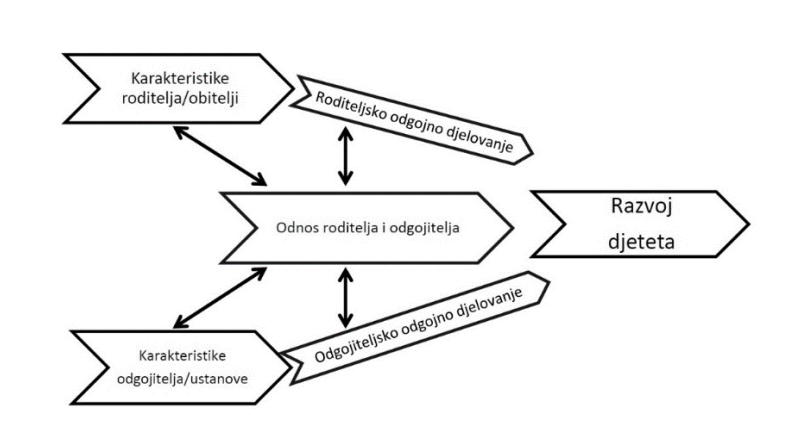 Karakteristike
roditelja/obitelji
Roditeljsko odgojno djelovanje
Odnos roditelja i odgojitelja
Razvoj
djeteta
Odgojiteljsko odgojno djelovanje
Karakteristike
odgojitelja/ustanove